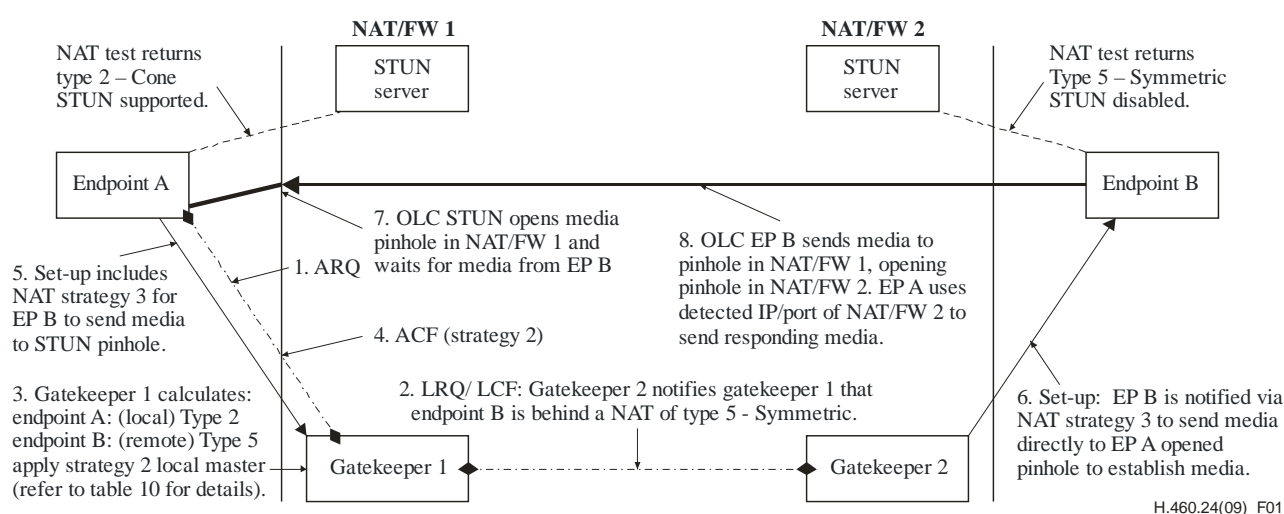 NAT/FW 1
NAT/FW 2
NAT test returns
type 2 – Cone
STUN supported.
STUN
server
STUN
server
NAT test returns
Type 5 – Symmetric
STUN disabled.
Endpoint A
Endpoint B
7. OLC STUN opens media
pinhole in NAT/FW 1 and
waits for media from EP B
8. OLC EP B sends media to
pinhole in NAT/FW 1, opening
pinhole in NAT/FW 2. EP A uses
detected IP/port of NAT/FW 2 to
send responding media.
5. Set-up includes
NAT strategy 3 for
EP B to send media
to STUN pinhole.
1. ARQ
4. ACF (strategy 2)
3. Gatekeeper 1 calculates:
endpoint A: (local) Type 2
endpoint B: (remote) Type 5
apply strategy 2 local master
(refer to table 10 for details).
2. LRQ/ LCF: Gatekeeper 2 notifies gatekeeper 1 that
endpoint B is behind a NAT of type 5 - Symmetric.
6. Set-up: EP B is notified via
NAT strategy 3 to send media
directly to EP A opened
pinhole to establish media.
Gatekeeper 1
Gatekeeper 2
H.460.24(09)_F01